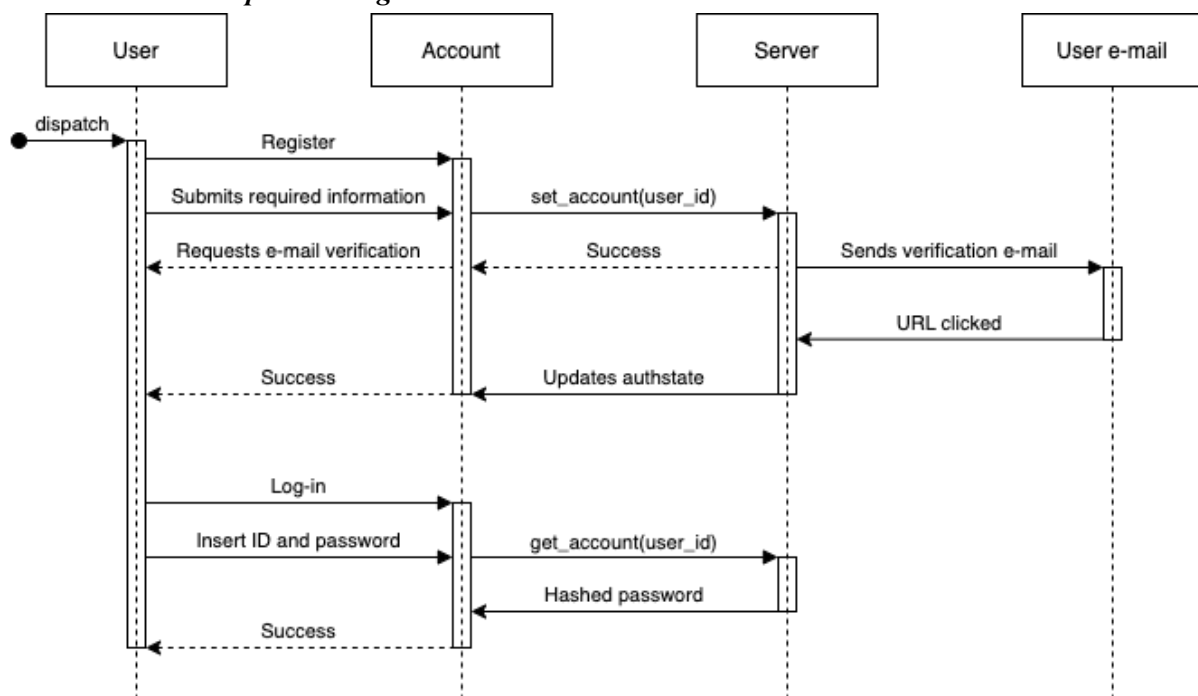 User
Account
Server
User e-mail
dispatch
Register
Submits required information
set_account(user_id)
Requests e-mail verification
Success
Sends verification e-mail
URL clicked
Success
Updates authstate
Log-in
Insert ID and password
get_account(user_id)
Hashed password
Success